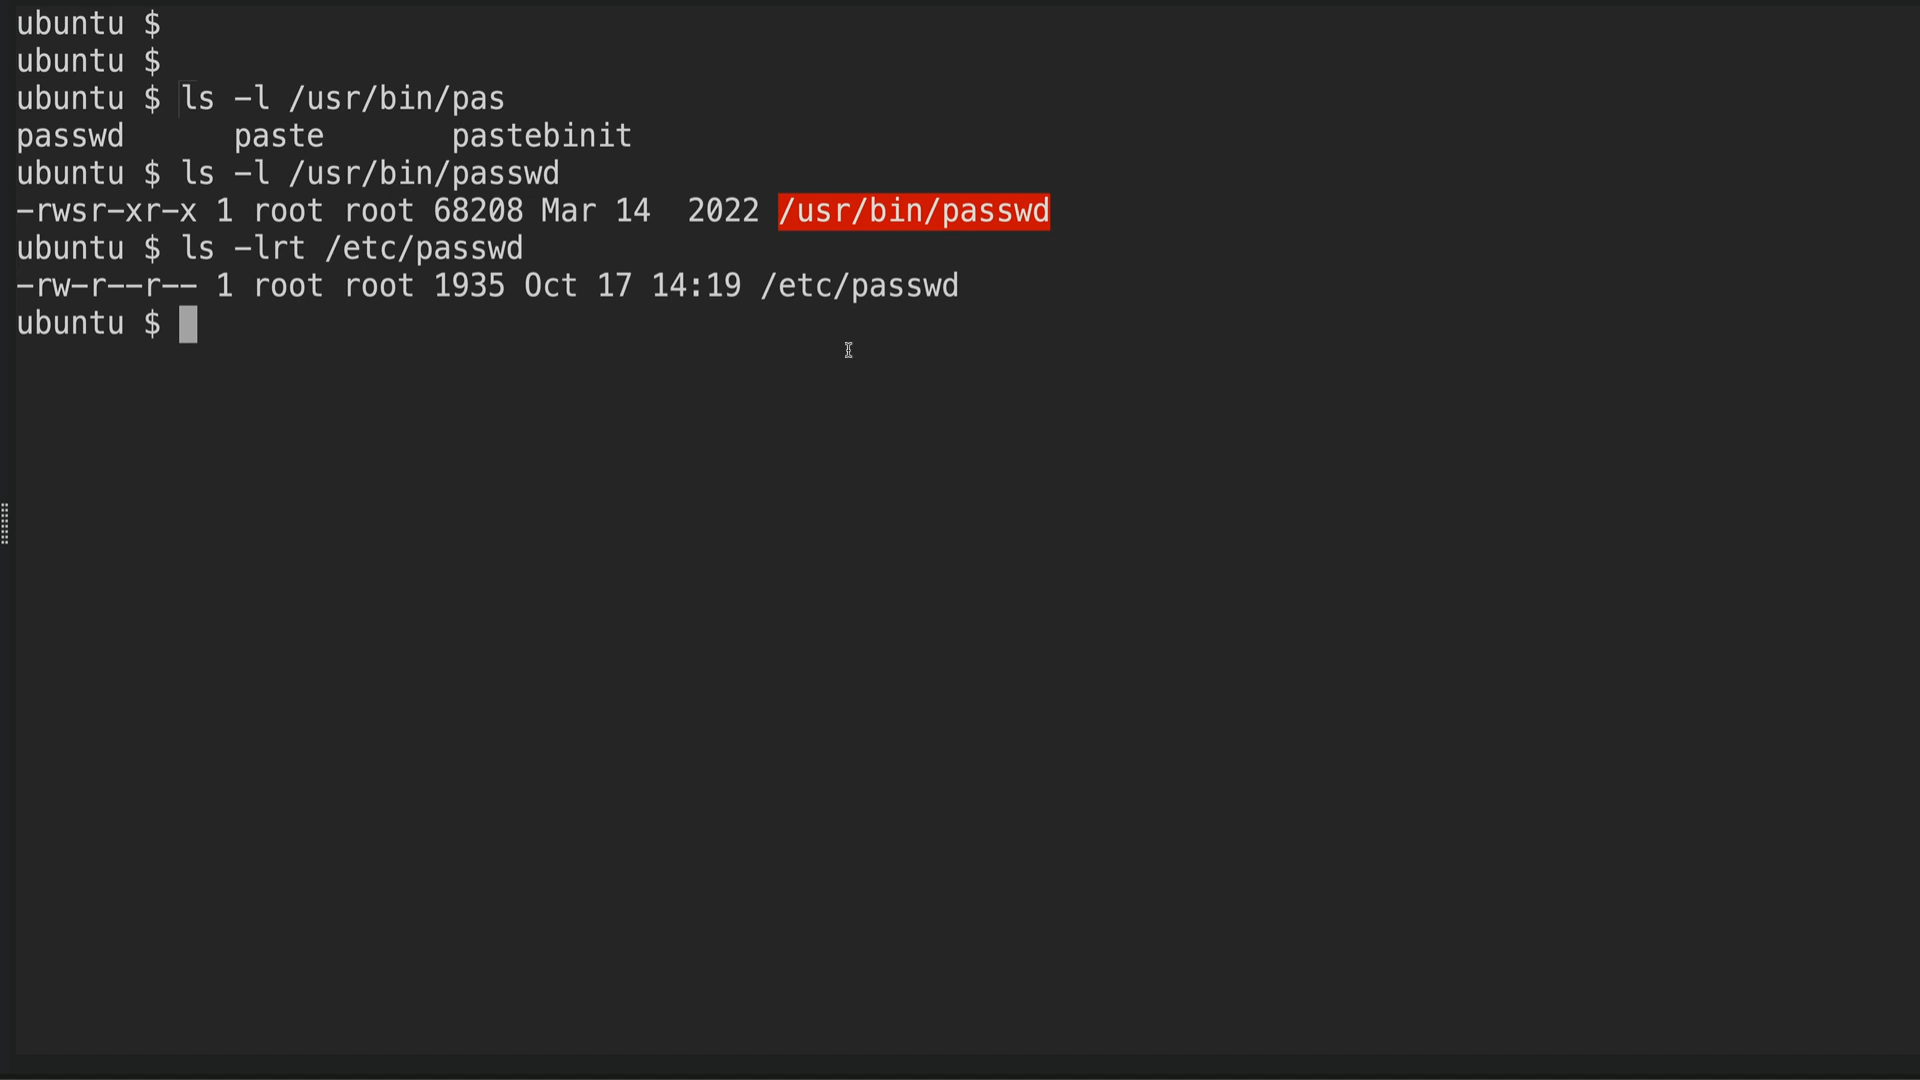 ubuntu $
ubuntu $
ubuntu $ ls -l /usr/bin/pas
passwd      paste       pastebinit
ubuntu $ ls -l /usr/bin/passwd
-rwsr-xr-x 1 root root 68208 Mar 14  2022 /usr/bin/passwd
ubuntu $ ls -lrt /etc/passwd
-rw-r--r-- 1 root root 1935 Oct 17 14:19 /etc/passwd
ubuntu $